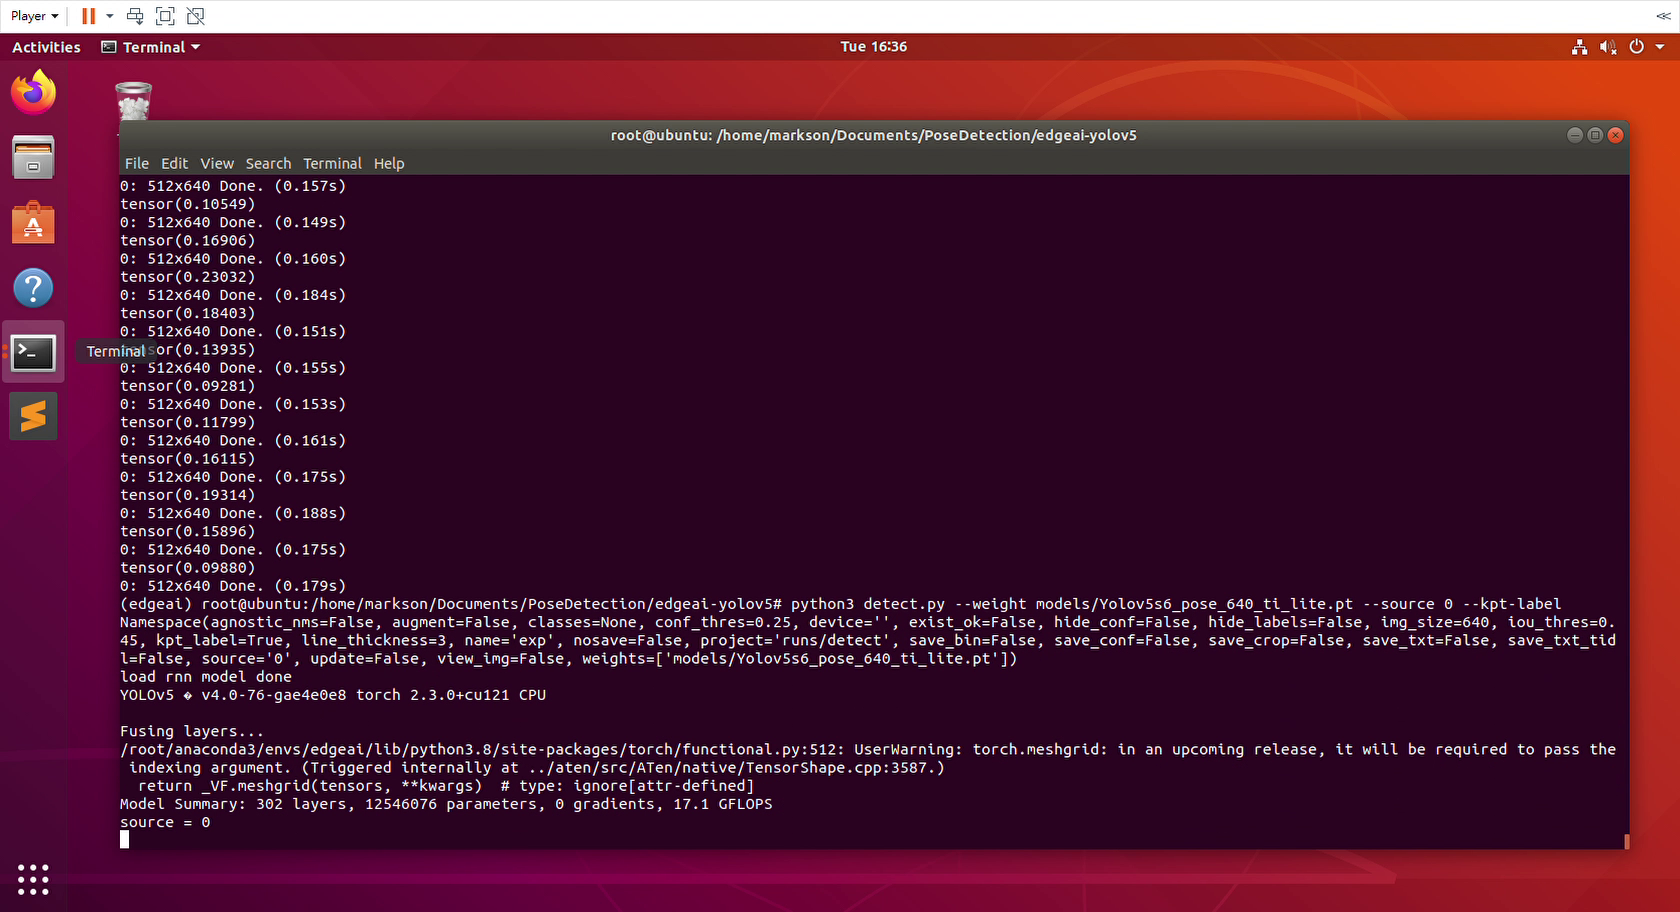 Player
Activities
Terminal
Tue 16:36
root@ubuntu: /home/markson/Documents/PoseDetection/edgeai-yolov5
File Edit View Search Terminal Help
0: 512x640 Done. (0.157s)
tensor(0.10549)
0: 512x640 Done. (0.149s)
tensor(0.16906)
0: 512x640 Done. (0.160s)
tensor(0.23032)
0: 512x640 Done. (0.184s)
tensor(0.18403)
0: 512x640 Done. (0.151s)
Terminal
sor(0.13935)
0: 512x640 Done. (0.155s)
tensor(0.09281)
0: 512x640 Done. (0.153s)
tensor(0.11799)
0: 512x640 Done. (0.161s)
tensor(0.16115)
0: 512x640 Done. (0.175s)
tensor(0.19314)
0: 512x640 Done. (0.188s)
tensor(0.15896)
0: 512x640 Done. (0.175s)
tensor(0.09880)
0: 512x640 Done. (0.179s)
(edgeai) root@ubuntu:/home/markson/Documents/PoseDetection/edgeai-yolov5# python3 detect.py --weight models/Yolov5s6_pose_640_ti_lite.pt --source 0 --kpt-label
Namespace(agnostic_nms=False, augment=False, classes=None, conf_thres=0.25, device='', exist_ok=False, hide_conf=False, hide_labels=False, img_size=640, iou_thres=0.
45, kpt_label=True, line_thickness=3, name='exp', nosave=False, project='runs/detect', save_bin=False, save_conf=False, save_crop=False, save_txt=False, save_txt_tid
l=False, source='0', update=False, view_img=False, weights=['models/Yolov5s6_pose_640_ti_lite.pt'])
load rnn model done
YOLOv5 � v4.0-76-gae4e0e8 torch 2.3.0+cu121 CPU
Fusing layers...
/root/anaconda3/envs/edgeai/lib/python3.8/site-packages/torch/functional.py:512: UserWarning: torch.meshgrid: in an upcoming release, it will be required to pass the
indexing argument. (Triggered internally at ../aten/src/ATen/native/TensorShape.cpp:3587.)
return _VF.meshgrid(tensors, **kwargs)  # type: ignore[attr-defined]
Model Summary: 302 layers, 12546076 parameters, 0 gradients, 17.1 GFLOPS
source = 0